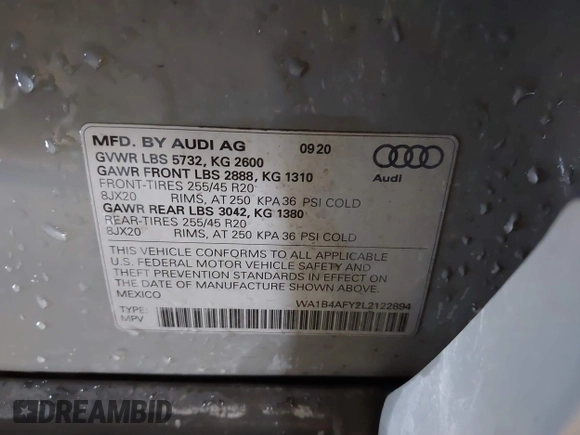 MFD. BY AUDI AG 09 20
GVWR LBS 5732, KG 2600
GAWR FRONT LBS 2888, KG 1310
FRONT-TIRES 255/45 R20
8JX20 RIMS, AT 250 KPA 36 PSI COLD
GAWR REAR LBS 3042, KG 1380
REAR-TIRES 255/45 R20
8JX20 RIMS, AT 250 KPA 36 PSI COLD
Audi
THIS VEHICLE CONFORMS TO ALL APPLICABLE
U.S. FEDERAL MOTOR VEHICLE SAFETY AND
THEFT PREVENTION STANDARDS IN EFFECT ON
THE DATE OF MANUFACTURE SHOWN ABOVE.
MEXICO
WA1B4AFY2L2122894
TYPE:
MPV
DREAMBID